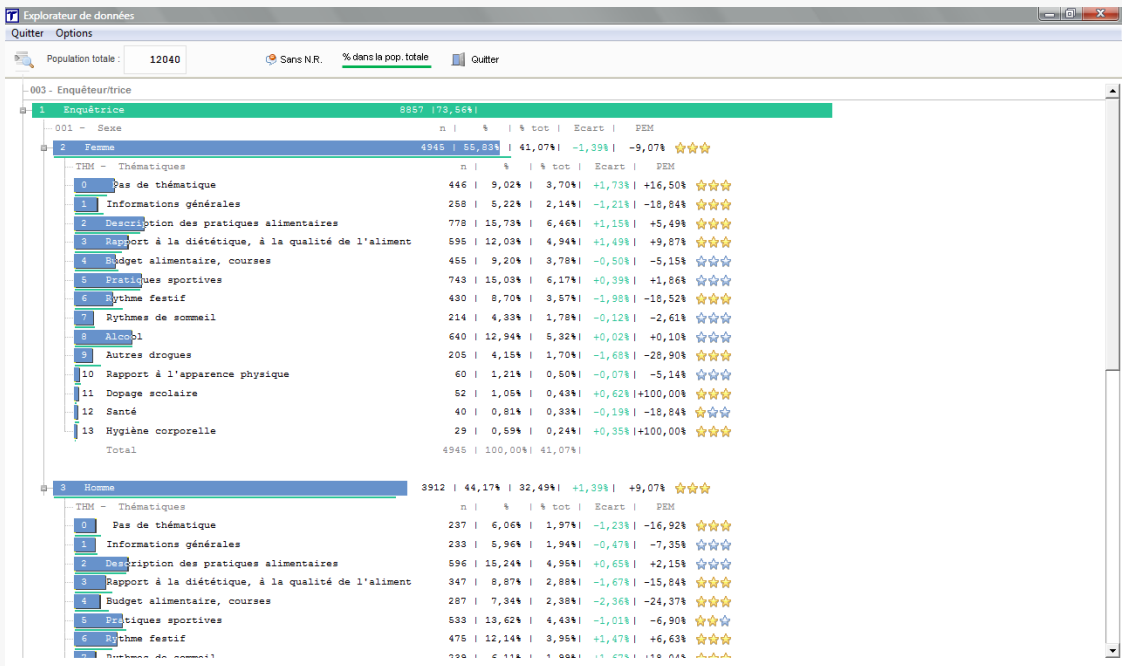 Explorateur de données
Quitter Options
Population totale : 12040 Sans N.R. % dans la pop. totale Quitter
003 - Enquêteur/trice
1 Enquêtrice 8857 |73,56%|
001 - Sexe n | % | % tot | Ecart | PEM
2 Femme 4945 | 55,83% | 41,07% | -1,39% | -9,07%
THM - Thématiques n | % | % tot | Ecart | PEM
0 Pas de thématique 446 | 9,02% | 3,70%| +1,73%| +16,50%
1 Informations générales 258 | 5,22% | 2,14%| -1,21%| -18,84%
2 Description des pratiques alimentaires 778 | 15,73% | 6,46%| +1,15%| +5,49%
3 Rapport à la diététique, à la qualité de l'aliment 595 | 12,03% | 4,94%| +1,49%| +9,87%
4 Budget alimentaire, courses 455 | 9,20% | 3,78%| -0,50%| -5,15%
5 Pratiques sportives 743 | 15,03% | 6,17%| +0,39%| +1,86%
6 Rythme festif 430 | 8,70% | 3,57%| -1,98%| -18,52%
7 Rythmes de sommeil 214 | 4,33% | 1,78%| -0,12%| -2,61%
8 Alcool 640 | 12,94% | 5,32%| +0,02%| +0,10%
9 Autres drogues 205 | 4,15% | 1,70%| -1,68%| -28,90%
10 Rapport à l'apparence physique 60 | 1,21% | 0,50%| -0,07%| -5,14%
11 Dopage scolaire 52 | 1,05% | 0,43%| +0,62%|+100,00%
12 Santé 40 | 0,81% | 0,33%| -0,19%| -18,84%
13 Hygiène corporelle 29 | 0,59% | 0,24%| +0,35%|+100,00%
Total 4945 | 100,00%| 41,07%|
3 Homme 3912 | 44,17% | 32,49%| +1,39%| +9,07%
THM - Thématiques n | % | % tot | Ecart | PEM
0 Pas de thématique 237 | 6,06% | 1,97%| -1,23%| -16,92%
1 Informations générales 233 | 5,96% | 1,94%| -0,47%| -7,35%
2 Description des pratiques alimentaires 596 | 15,24% | 4,95%| +0,65%| +2,15%
3 Rapport à la diététique, à la qualité de l'aliment 347 | 8,87% | 2,88%| -1,67%| -15,84%
4 Budget alimentaire, courses 287 | 7,34% | 2,38%| -2,36%| -24,37%
5 Pratiques sportives 533 | 13,62% | 4,43%| -1,01%| -6,90%
6 Rythme festif 475 | 12,14% | 3,95%| +1,47%| +6,63%
7 Rythmes de sommeil 239 | 6,11% | 1,99%| +1,67%| +18,04%